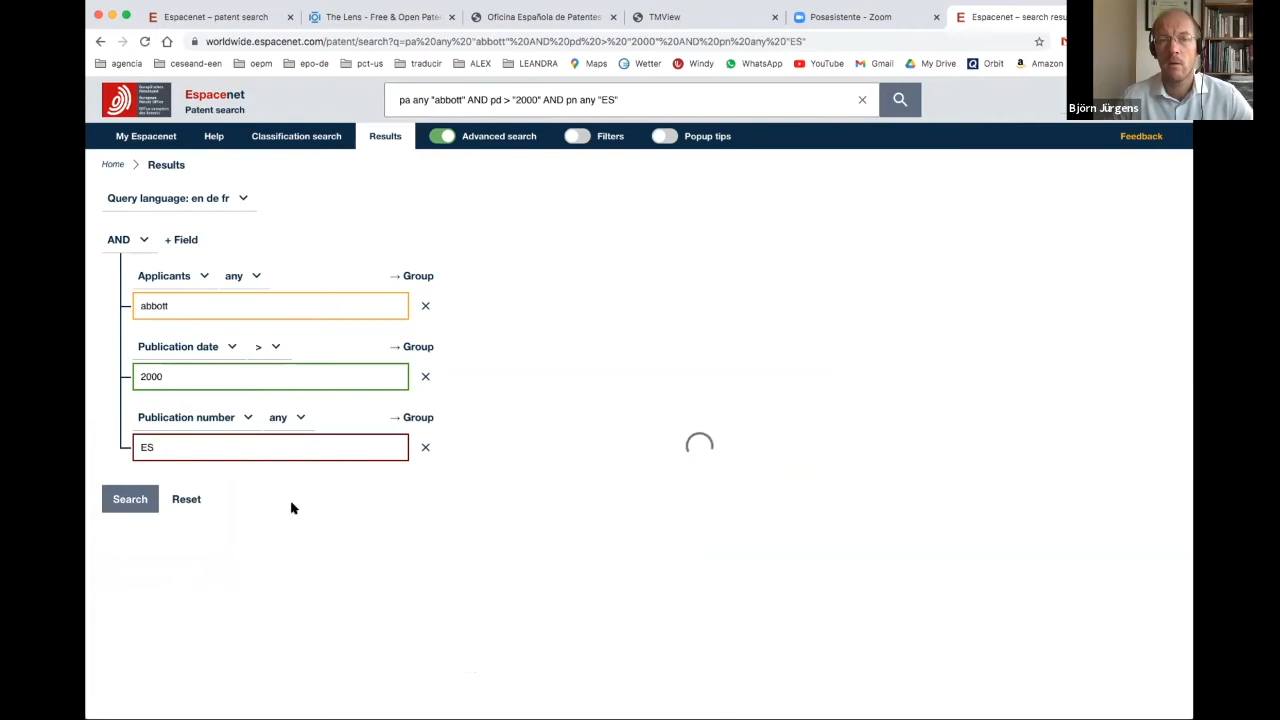 Espacenet – patent search
The Lens - Free & Open Pate
Oficina Española de Patentes
TMView
Posassistente - Zoom
Espacenet – search resu
worldwide.espacenet.com/patent/search?q=pa%20any%20"abbott"%20AND%20pd%20>%20"2000"%20AND%20pn%20any%20"ES"
agencia
ceseand-een
oepm
epo-de
pct-us
traducir
ALEX
LEANDRA
Maps
Wetter
Windy
WhatsApp
YouTube
Gmail
My Drive
Orbit
Amazon
Björn Jürgens
Espacenet
Patent search
pa any "abbott" AND pd > "2000" AND pn any "ES"
My Espacenet
Help
Classification search
Results
Advanced search
Filters
Popup tips
Feedback
Home
Results
Query language: en de fr
AND
+ Field
Applicants
any
→ Group
abbott
Publication date
>
→ Group
2000
Publication number
any
→ Group
ES
Search
Reset